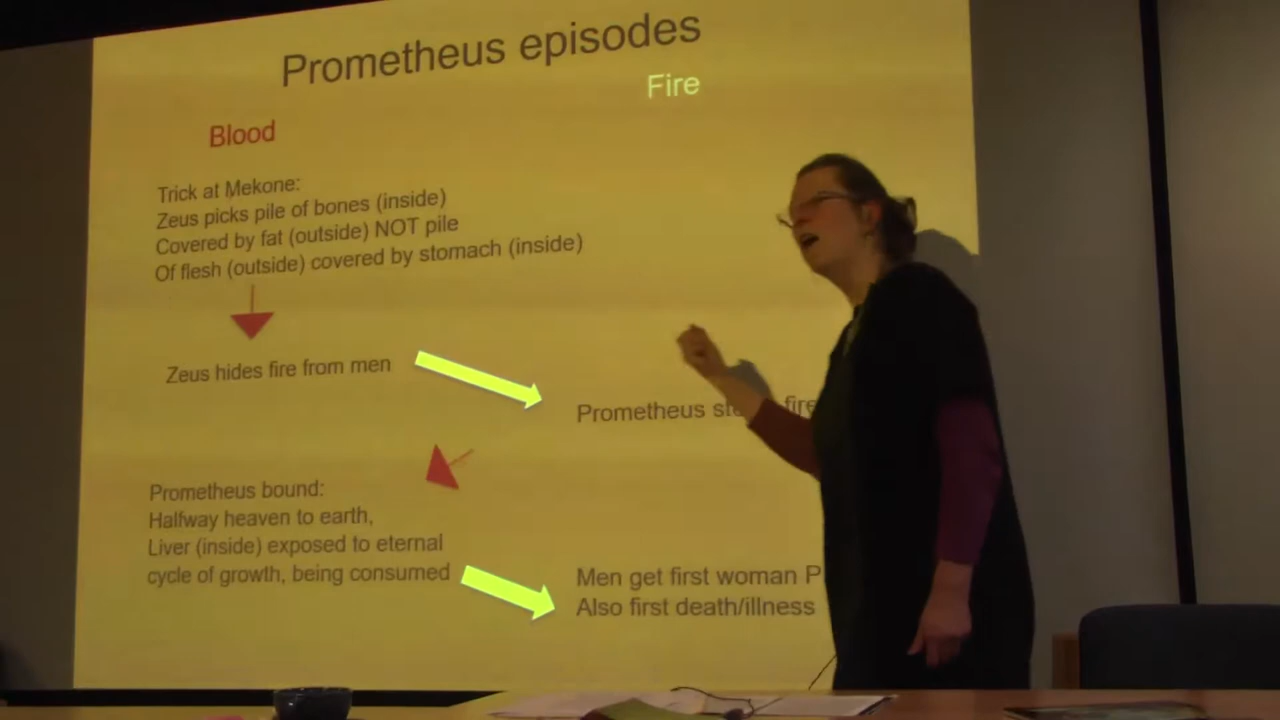 Prometheus episodes
Fire
Blood
Trick at Mekone:
Zeus picks pile of bones (inside)
Covered by fat (outside) NOT pile
Of flesh (outside) covered by stomach (inside)
Zeus hides fire from men
Prometheus fire
Prometheus bound:
Halfway heaven to earth,
Liver (inside) exposed to eternal
cycle of growth, being consumed
Men get first woman P
Also first death/illness